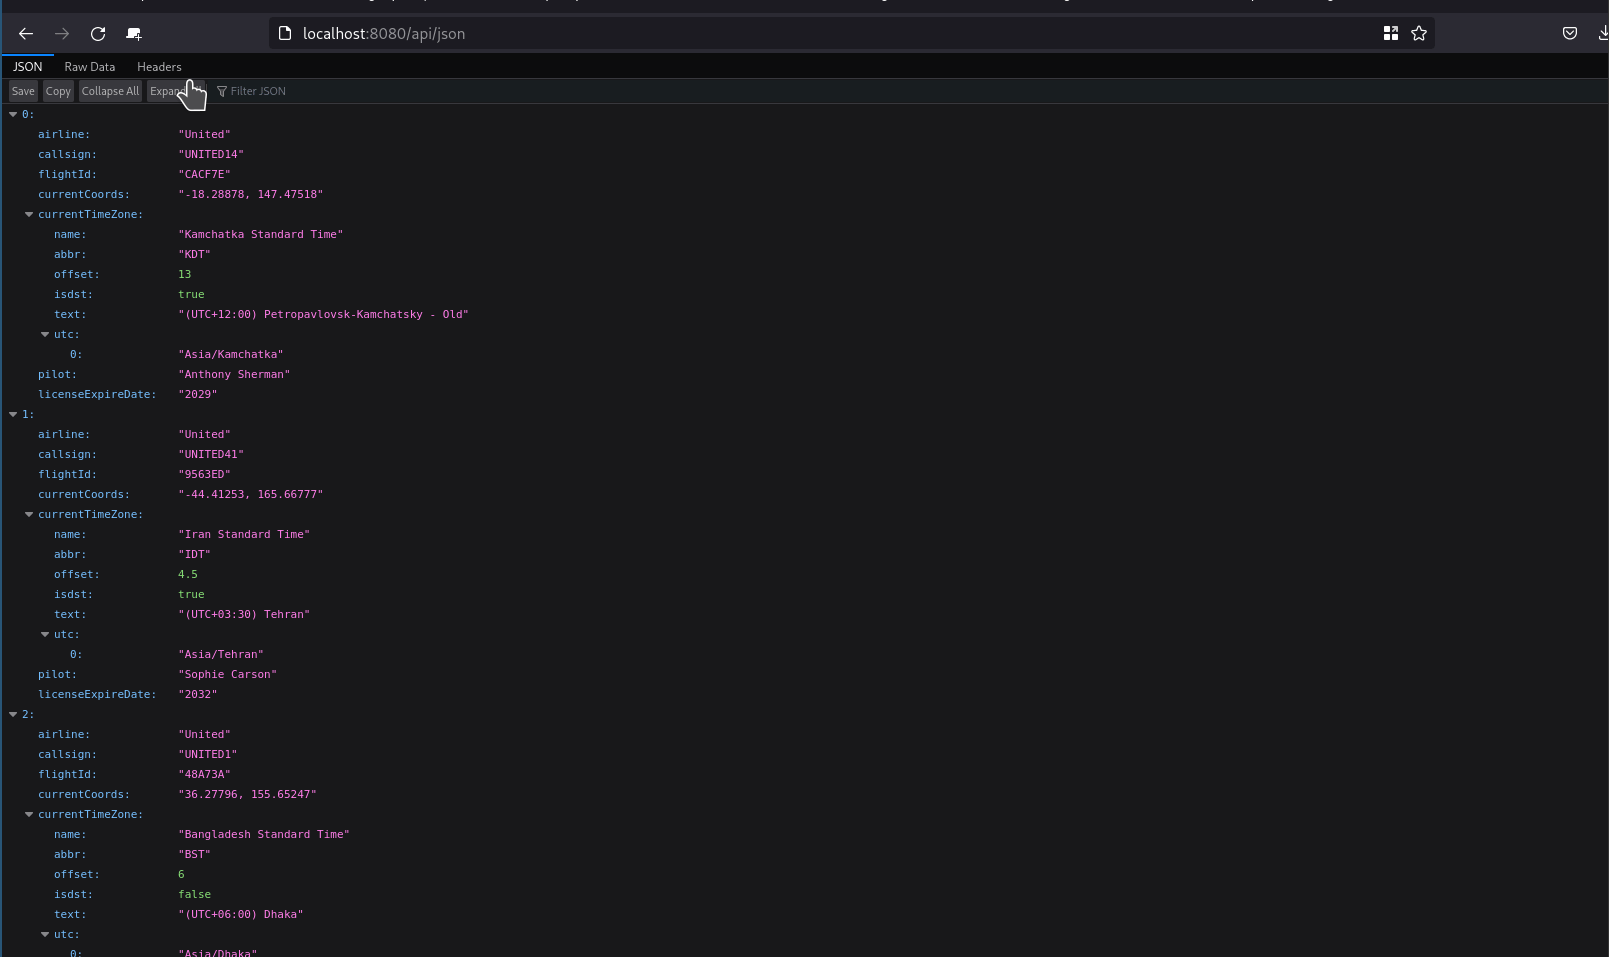 localhost:8080/api/json
JSON Raw Data Headers
Save Copy Collapse All Filter JSON
0:
airline: "United"
callsign: "UNITED14"
flightId: "CACF7E"
currentCoords: "-18.28878, 147.47518"
currentTimeZone:
name: "Kamchatka Standard Time"
abbr: "KDT"
offset: 13
isdst: true
text: "(UTC+12:00) Petropavlovsk-Kamchatsky - Old"
utc:
0: "Asia/Kamchatka"
pilot: "Anthony Sherman"
licenseExpireDate: "2029"
1:
airline: "United"
callsign: "UNITED41"
flightId: "9563ED"
currentCoords: "-44.41253, 165.66777"
currentTimeZone:
name: "Iran Standard Time"
abbr: "IDT"
offset: 4.5
isdst: true
text: "(UTC+03:30) Tehran"
utc:
0: "Asia/Tehran"
pilot: "Sophie Carson"
licenseExpireDate: "2032"
2:
airline: "United"
callsign: "UNITED1"
flightId: "48A73A"
currentCoords: "36.27796, 155.65247"
currentTimeZone:
name: "Bangladesh Standard Time"
abbr: "BST"
offset: 6
isdst: false
text: "(UTC+06:00) Dhaka"
utc:
0: "Asia/Dhaka"